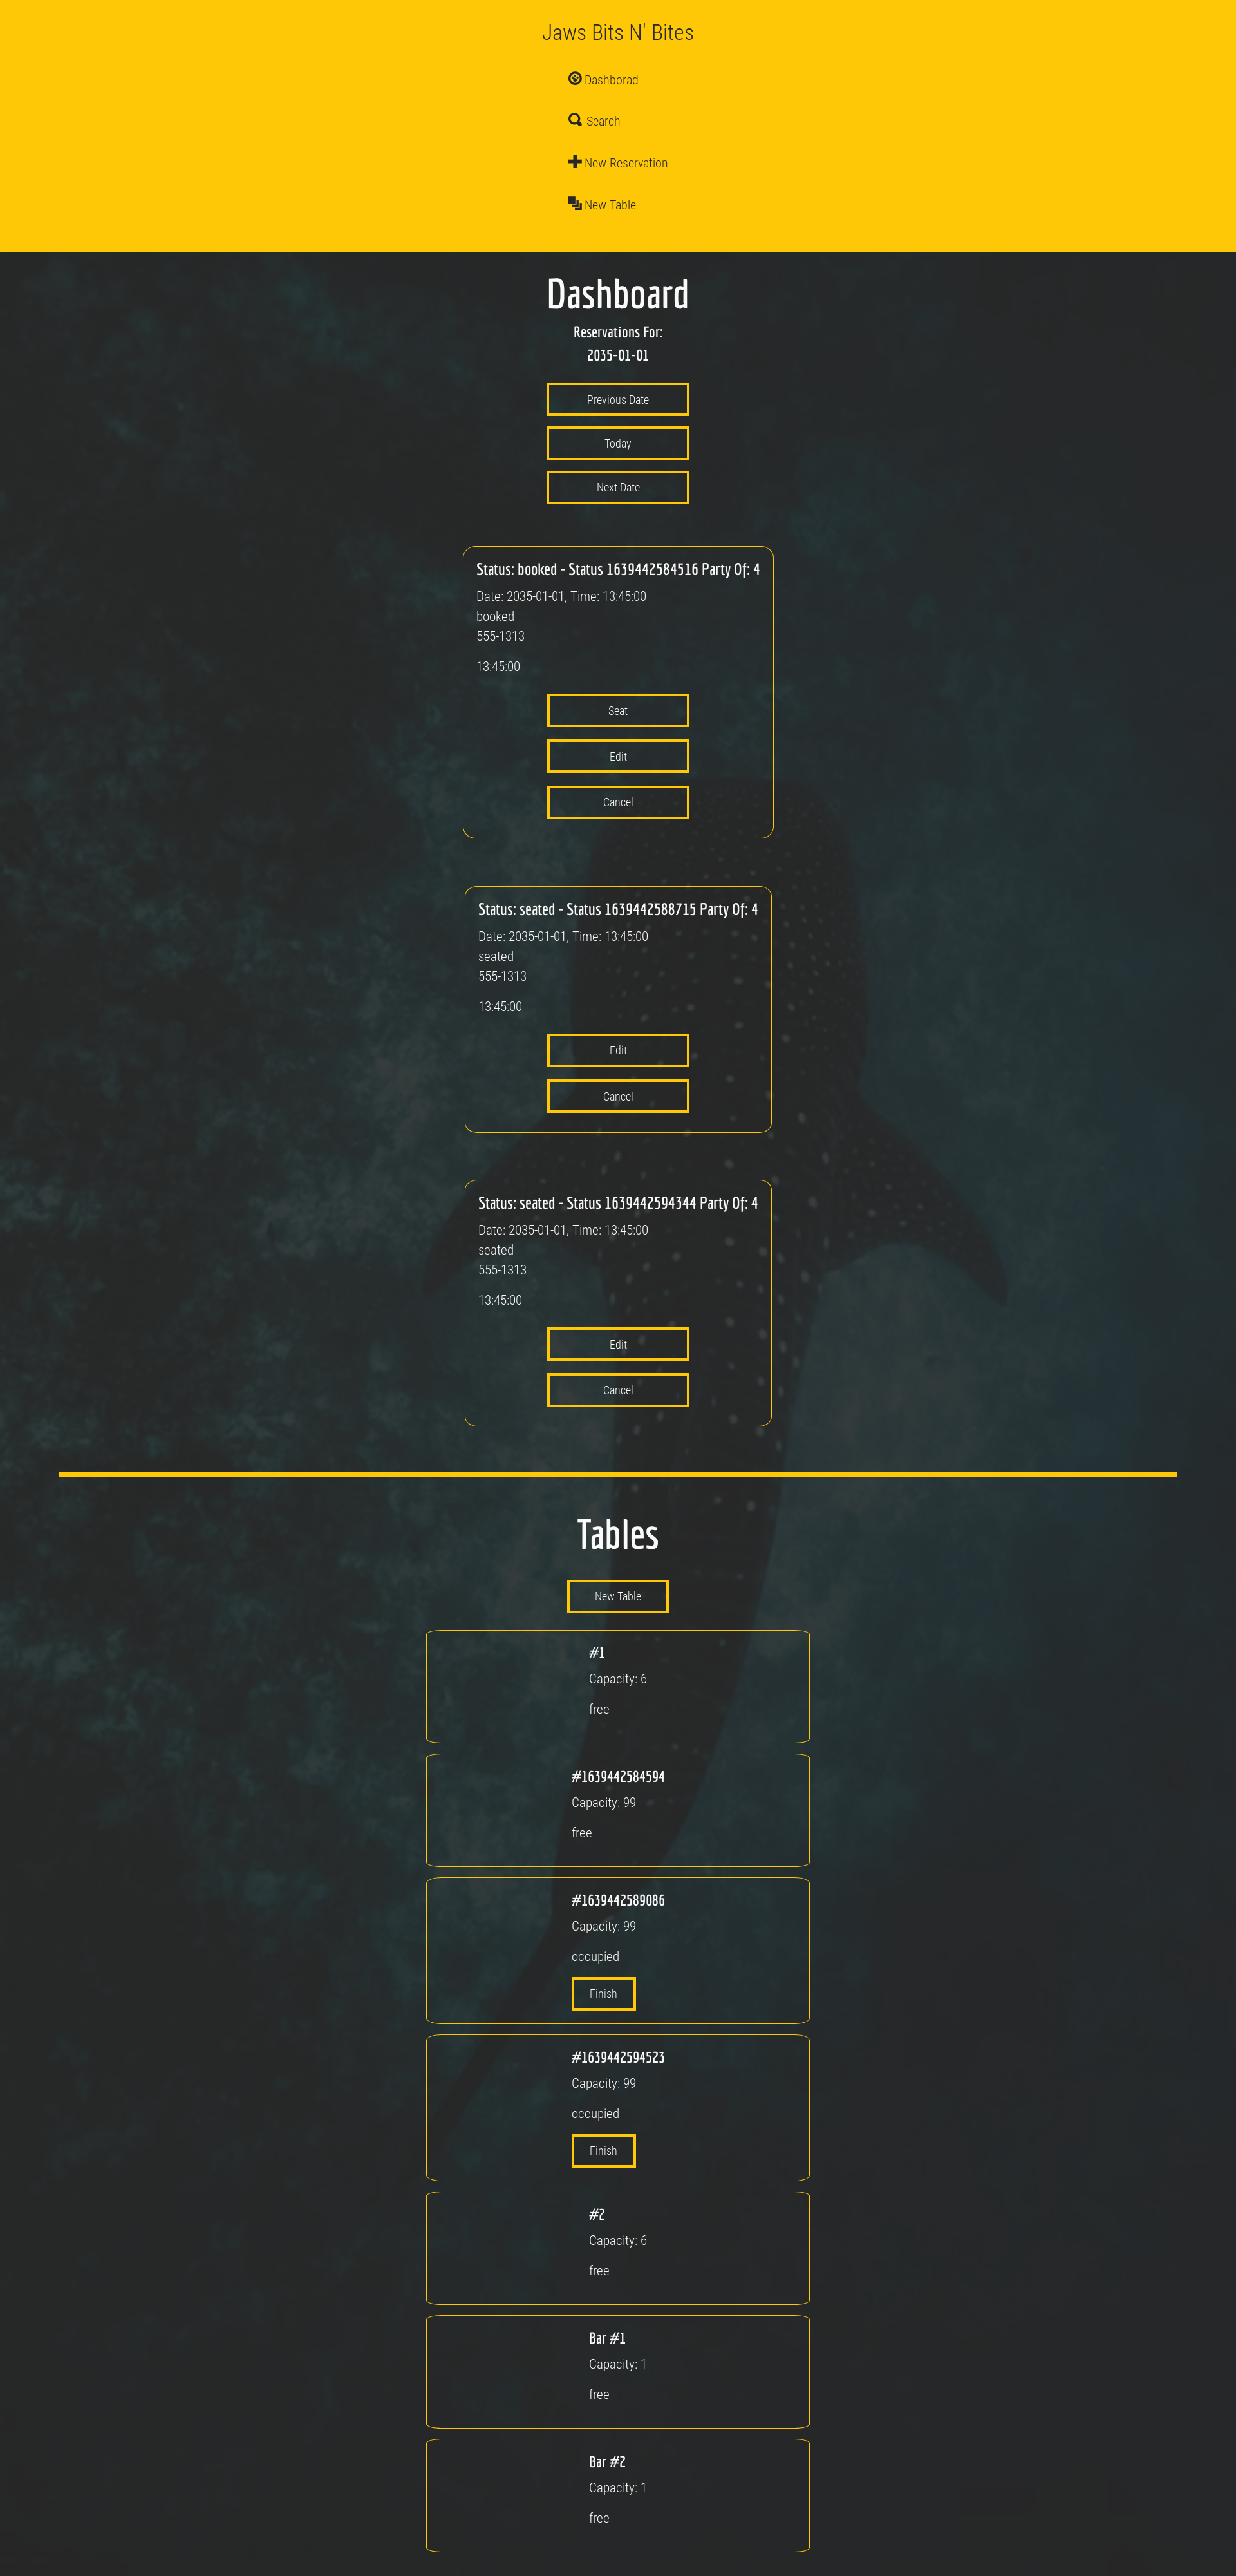 Jaws Bits N' Bites
Dashborad
Search
New Reservation
New Table
Dashboard
Reservations For:
2035-01-01
Previous Date
Today
Next Date
Status: booked - Status 1639442584516 Party Of: 4
Date: 2035-01-01, Time: 13:45:00
booked
555-1313
13:45:00
Seat
Edit
Cancel
Status: seated - Status 1639442588715 Party Of: 4
Date: 2035-01-01, Time: 13:45:00
seated
555-1313
13:45:00
Edit
Cancel
Status: seated - Status 1639442594344 Party Of: 4
Date: 2035-01-01, Time: 13:45:00
seated
555-1313
13:45:00
Edit
Cancel
Tables
New Table
#1
Capacity: 6
free
#1639442584594
Capacity: 99
free
#1639442589086
Capacity: 99
occupied
Finish
#1639442594523
Capacity: 99
occupied
Finish
#2
Capacity: 6
free
Bar #1
Capacity: 1
free
Bar #2
Capacity: 1
free